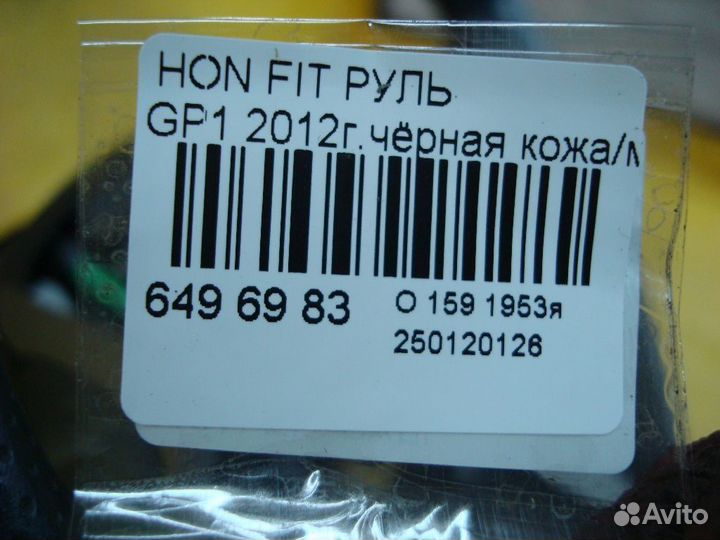 HON FIT РУЛЬ
GP1 2012г.чёрная кожа/м
649 69 83
О 159 1953я
250120126
Avito